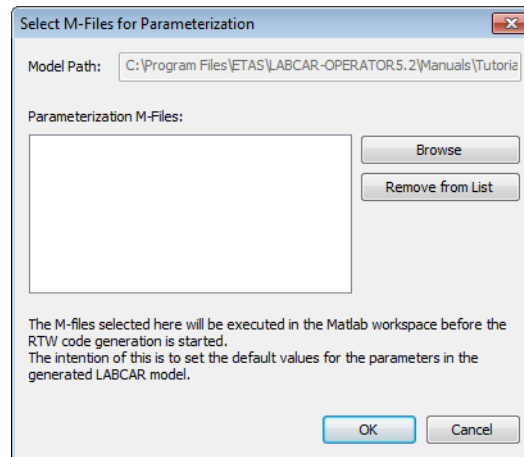 Select M-Files for Parameterization
Model Path: C:\Program Files\ETAS\LABCAR-OPERATOR5.2\Manuals\Tutoria
Parameterization M-Files:
Browse
Remove from List
The M-files selected here will be executed in the Matlab workspace before the
RTW code generation is started.
The intention of this is to set the default values for the parameters in the
generated LABCAR model.
OK Cancel